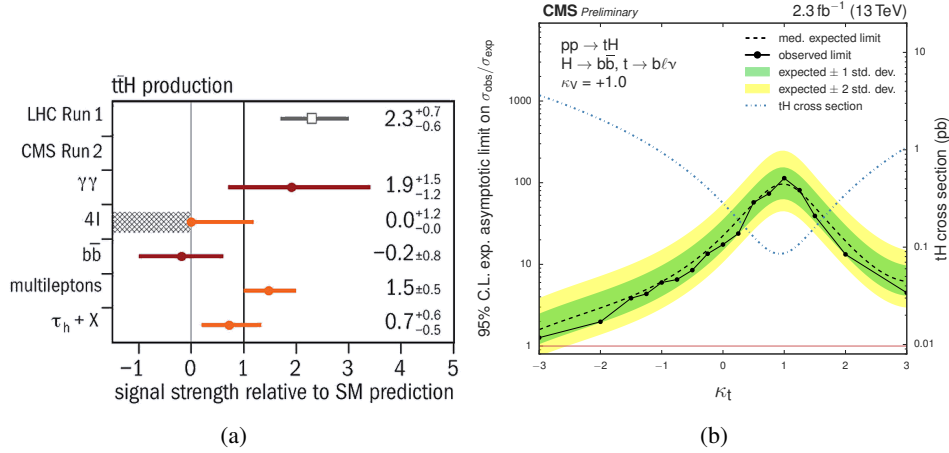 tt̄H production
LHC Run 1 2.3 +0.7 −0.6
CMS Run 2
γγ 1.9 +1.5 −1.2
4l 0.0 +1.2 −0.0
bb̄ −0.2 ±0.8
multileptons 1.5 ±0.5
τh + X 0.7 +0.6 −0.5
−1 0 1 2 3 4 5
signal strength relative to SM prediction
(a)
CMS Preliminary 2.3 fb⁻¹ (13 TeV)
pp → tH
H → bb̄, t → bℓν
κV = +1.0
med. expected limit
observed limit
expected ± 1 std. dev.
expected ± 2 std. dev.
tH cross section
95% C.L. exp. asymptotic limit on σobs/σexp
1000
100
10
1
tH cross section (pb)
10
1
0.1
0.01
−3 −2 −1 0 1 2 3
κt
(b)